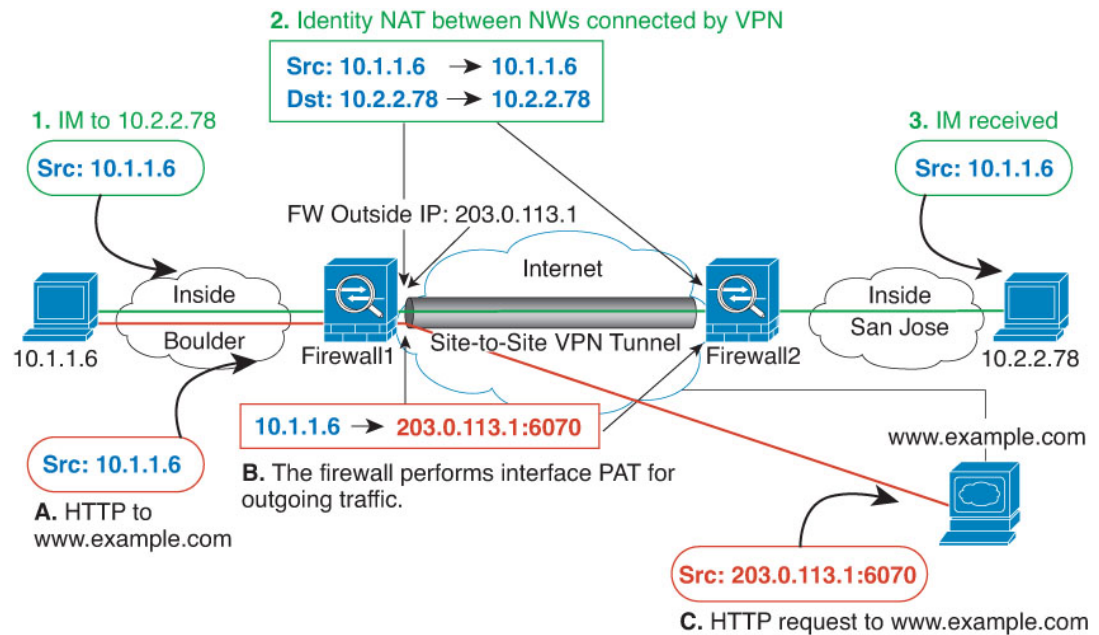 2. Identity NAT between NWs connected by VPN
Src: 10.1.1.6 → 10.1.1.6
Dst: 10.2.2.78 → 10.2.2.78
1. IM to 10.2.2.78
Src: 10.1.1.6
3. IM received
Src: 10.1.1.6
FW Outside IP: 203.0.113.1
Internet
Inside
Boulder
Inside
San Jose
10.1.1.6
Firewall1
Site-to-Site VPN Tunnel
Firewall2
10.2.2.78
10.1.1.6 → 203.0.113.1:6070
www.example.com
Src: 10.1.1.6
B. The firewall performs interface PAT for
outgoing traffic.
A. HTTP to
www.example.com
Src: 203.0.113.1:6070
C. HTTP request to www.example.com